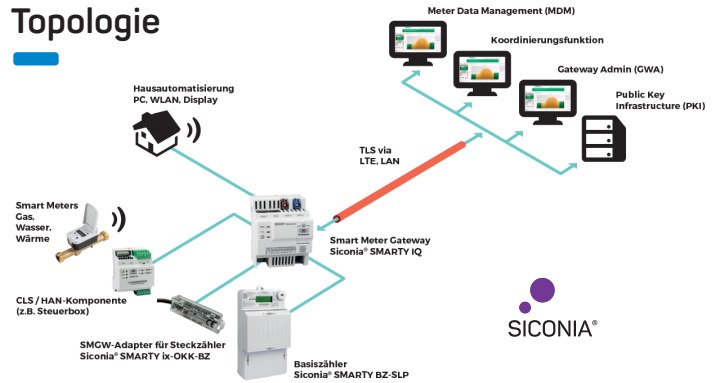 Topologie
Meter Data Management (MDM)
Koordinierungsfunktion
Gateway Admin (GWA)
Public Key
Infrastructure (PKI)
Hausautomatisierung
PC, WLAN, Display
TLS via
LTE, LAN
Smart Meters
Gas,
Wasser,
Wärme
Smart Meter Gateway
Siconia® SMARTY IQ
CLS / HAN-Komponente
(z.B. Steuerbox)
SMGW-Adapter für Steckzähler
Siconia® SMARTY ix-OKK-BZ
Basiszähler
Siconia® SMARTY BZ-SLP
SICONIA®